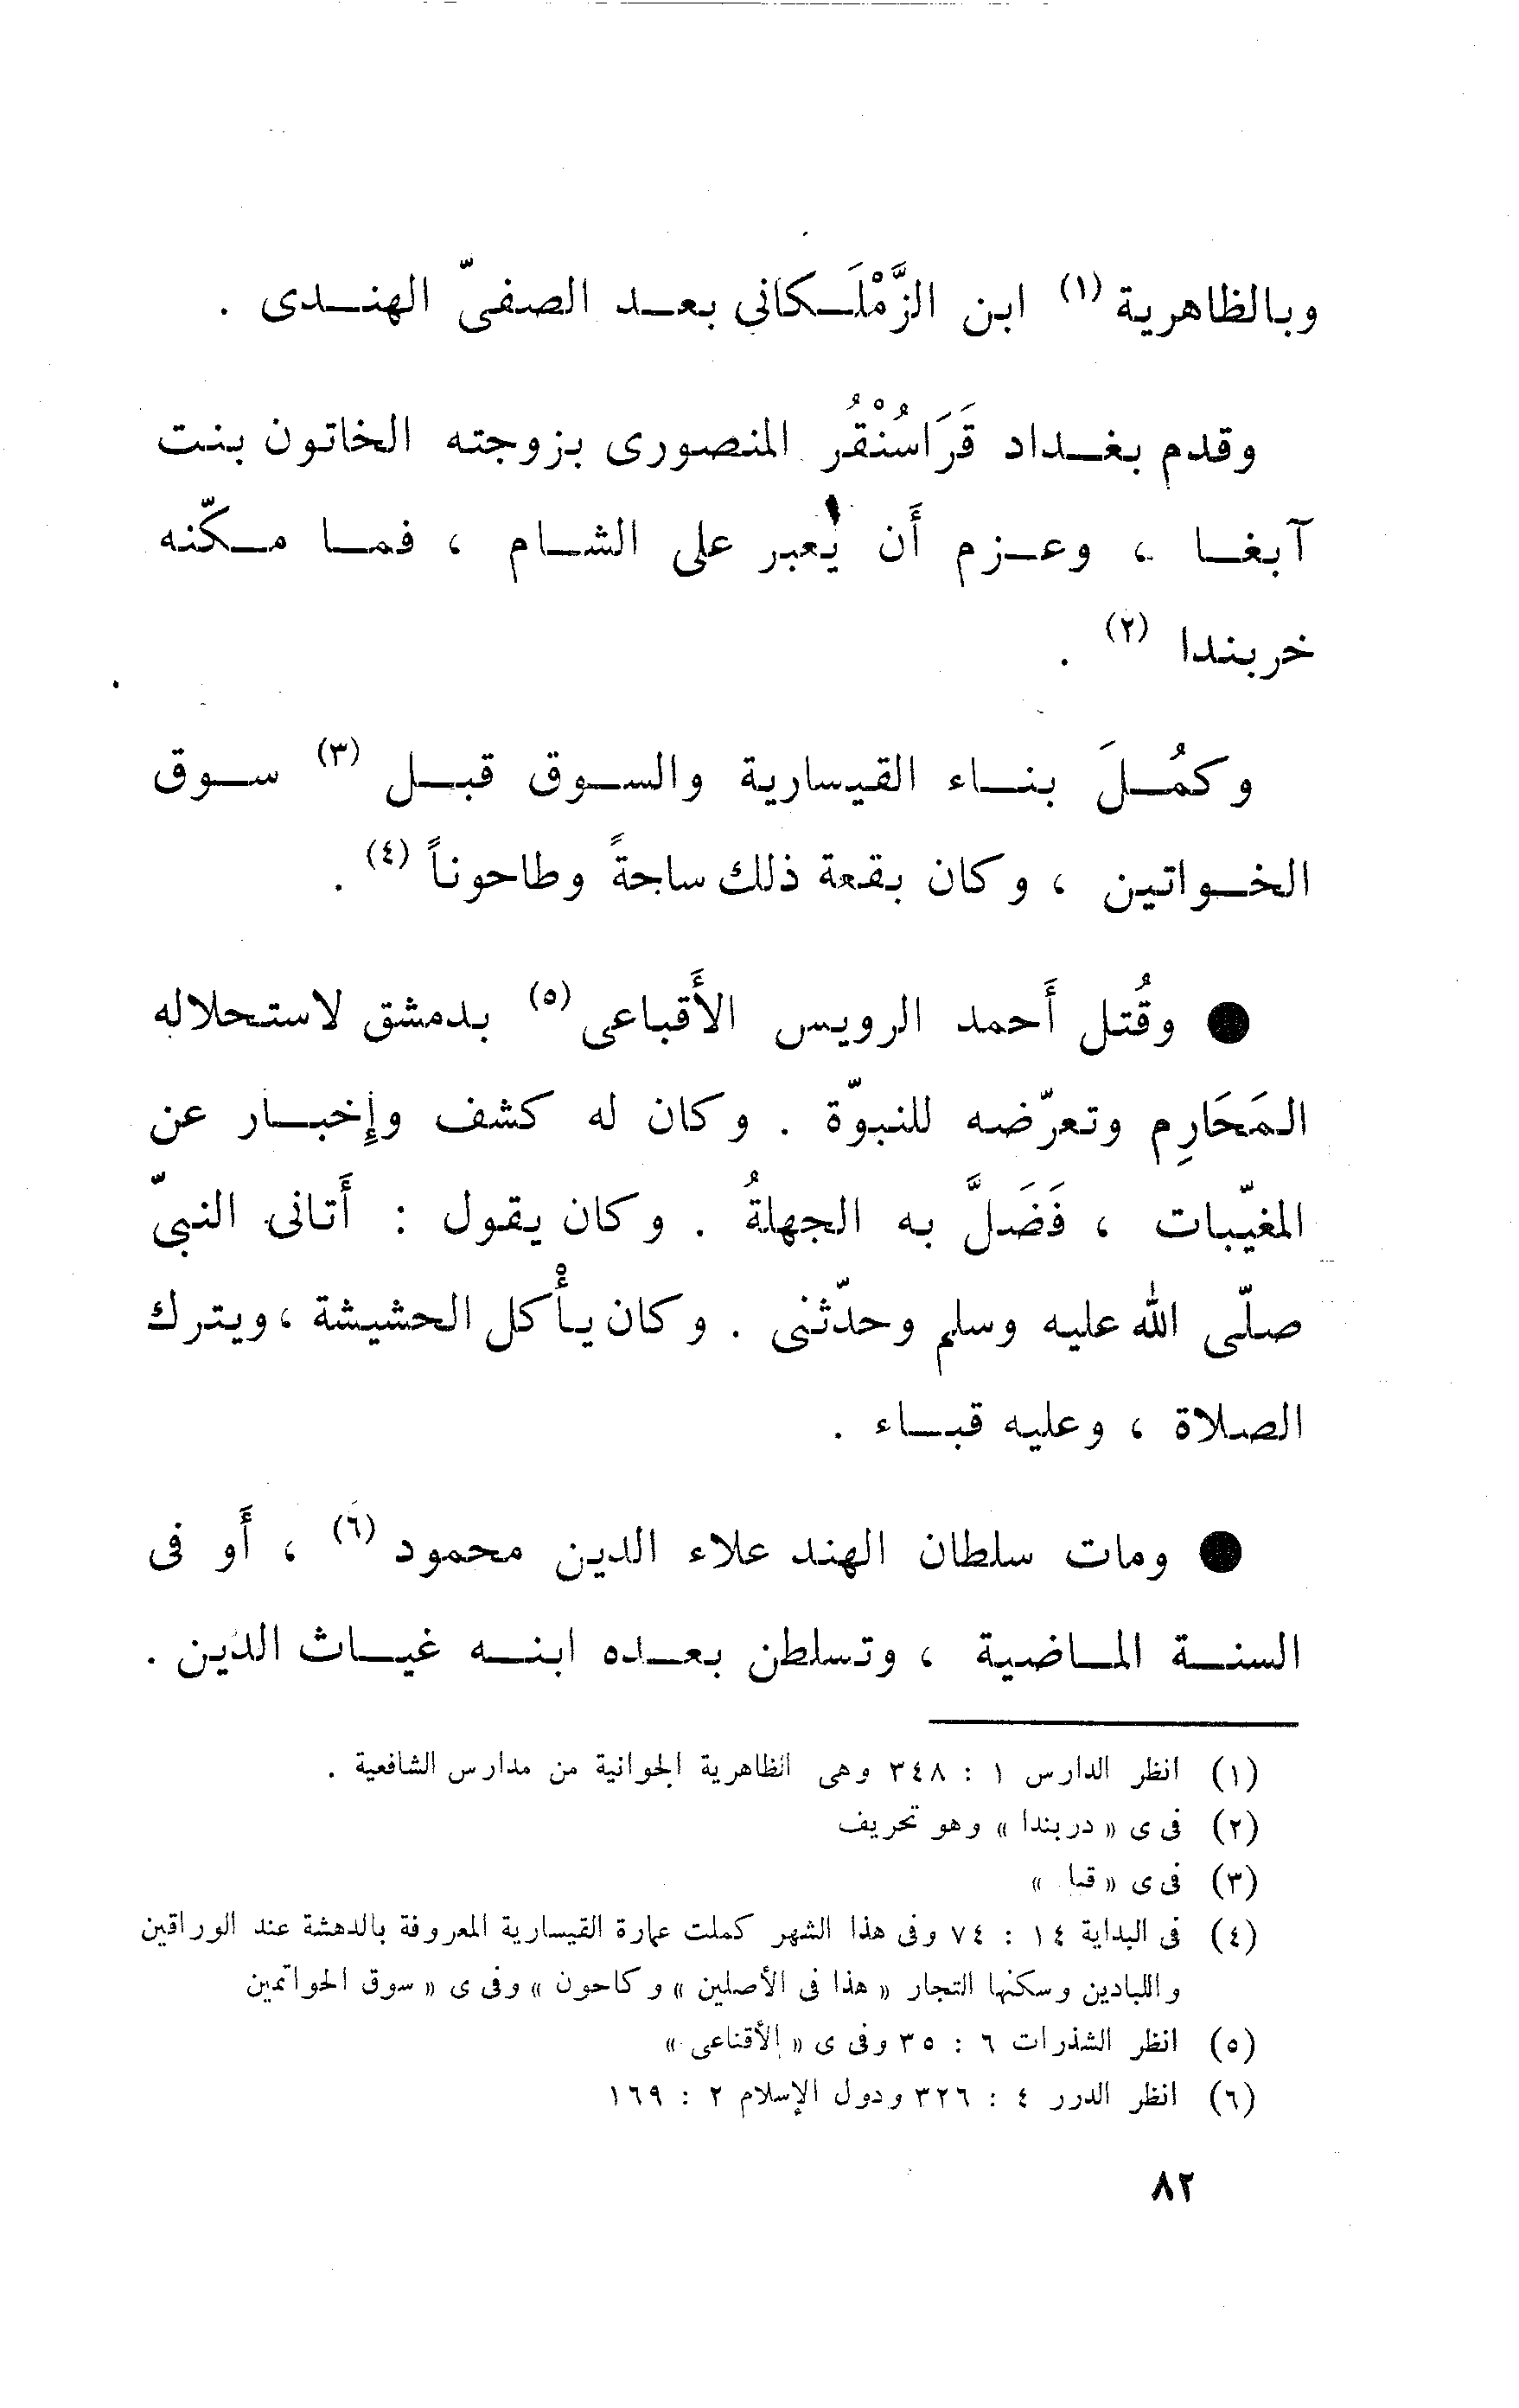 وبالظاهرية (١) ابن الزَّمْلَكانى بعد الصفىّ الهندى .
وقدم بغداد قَرَاسُنْقُر المنصورى بزوجته الخاتون بنت
آبغا ، وعزم أَن يعبر على الشام ، فما مكّنه
خربندا (٢) .
وكمُلَ بناء القيسارية والسوق قبل (٣) سوق
الخواتين ، وكان بقعة ذلك ساحةً وطاحوناً (٤) .
● وقُتل أَحمد الرويس الأَقباعى (٥) بدمشق لاستحلاله
المَحَارِم وتعرّضه للنبوّة . وكان له كشف وإِخبار عن
المغيّبات ، فَضَلَّ به الجهلةُ . وكان يقول : أَتانى النبىّ
صلّى الله عليه وسلم وحدّثنى . وكان يأْكل الحشيشة ، ويترك
الصلاة ، وعليه قباء .
● ومات سلطان الهند علاء الدين محمود (٦) ، أَو فى
السنة الماضية ، وتسلطن بعده ابنه غياث الدين .
(١) انظر الدارس ١ : ٣٤٨ وهى الظاهرية الجوانية من مدارس الشافعية .
(٢) فى ى « دربندا » وهو تحريف
(٣) فى ى « قبا »
(٤) فى البداية ١٤ : ٧٤ وفى هذا الشهر كملت عمارة القيسارية المعروفة بالدهشة عند الوراقين
واللبادين وسكنها التجار « هذا فى الأصلين » و كاحون » وفى ى « سوق الحواتمين
(٥) انظر الشذرات ٦ : ٣٥ وفى ى « الأقناعى »
(٦) انظر الدرر ٤ : ٣٢٦ ودول الإسلام ٢ : ١٦٩
٨٢